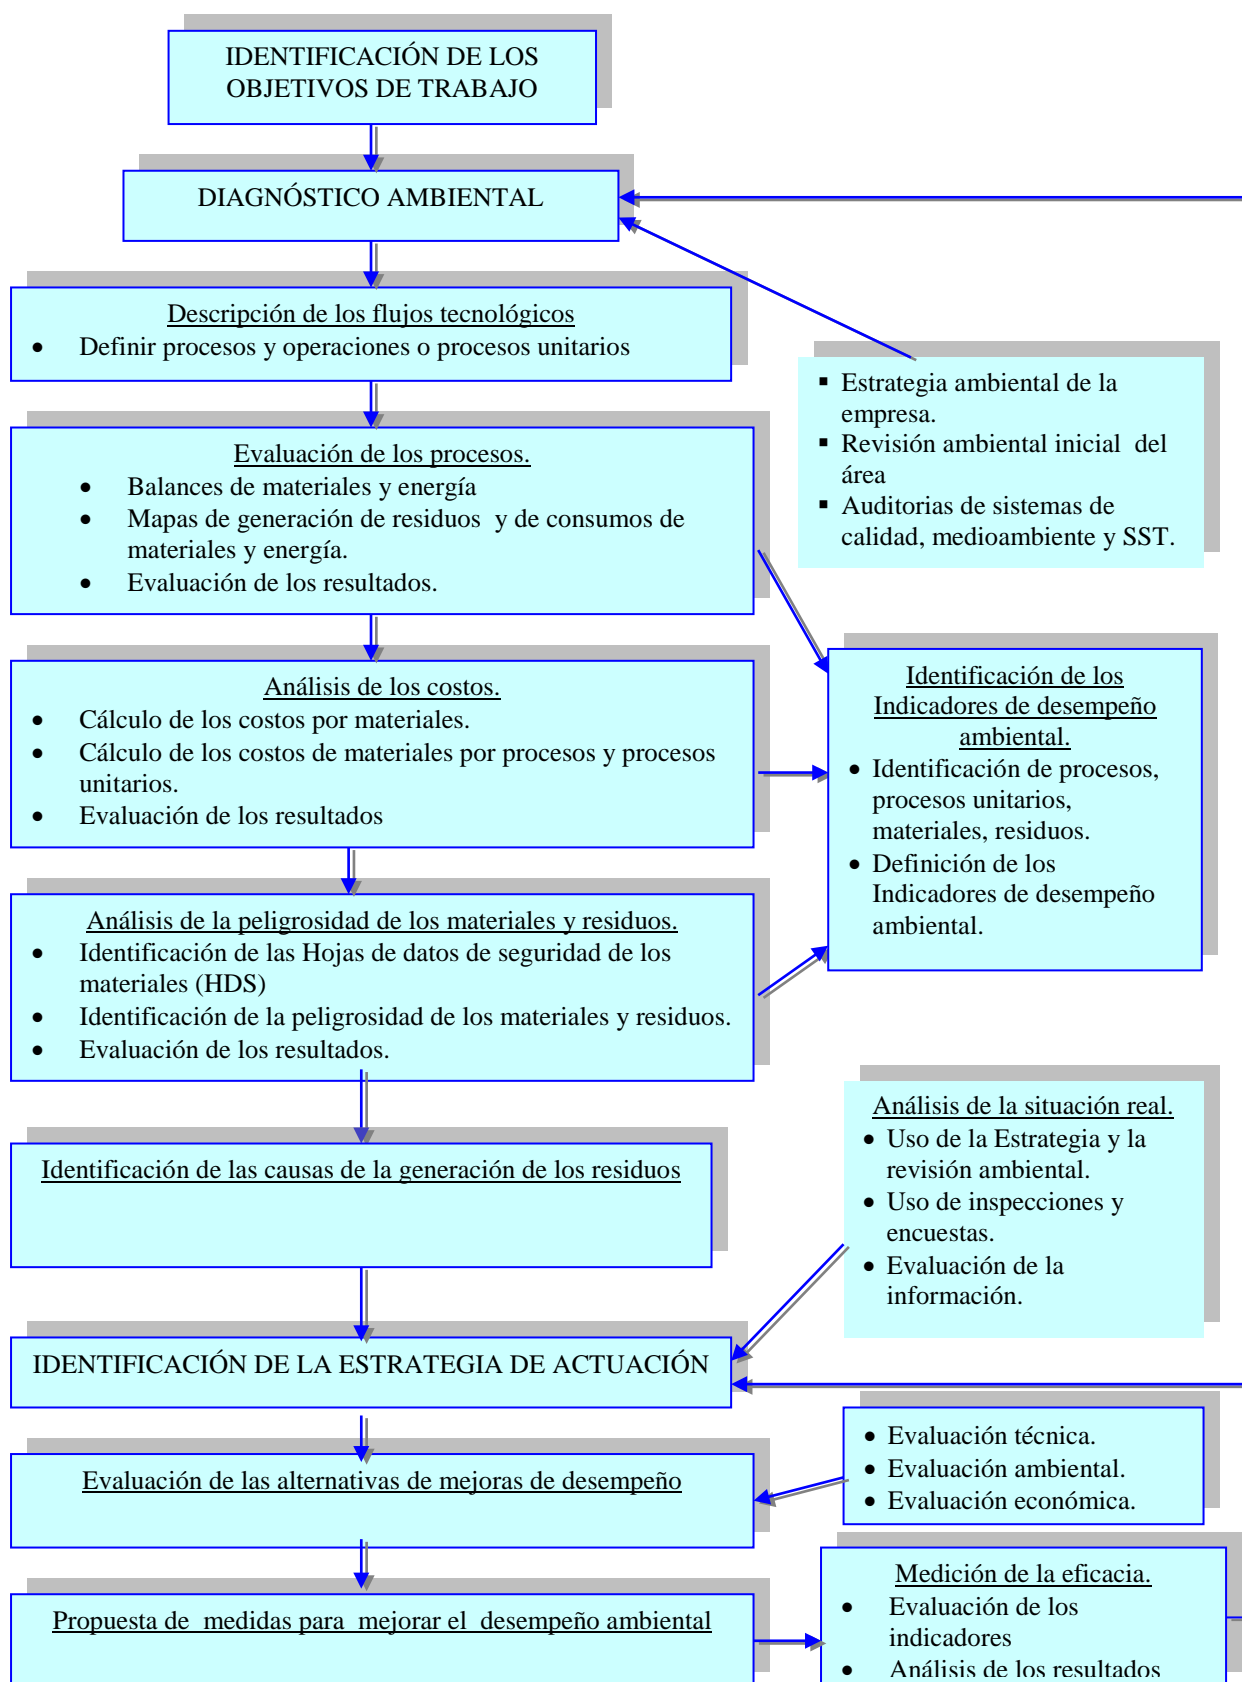 IDENTIFICACIÓN DE LOS
OBJETIVOS DE TRABAJO
DIAGNÓSTICO AMBIENTAL
Descripción de los flujos tecnológicos
• Definir procesos y operaciones o procesos unitarios
▪ Estrategia ambiental de la
empresa.
▪ Revisión ambiental inicial del
área
▪ Auditorias de sistemas de
calidad, medioambiente y SST.
Evaluación de los procesos.
• Balances de materiales y energía
• Mapas de generación de residuos y de consumos de
materiales y energía.
• Evaluación de los resultados.
Análisis de los costos.
• Cálculo de los costos por materiales.
• Cálculo de los costos de materiales por procesos y procesos
unitarios.
• Evaluación de los resultados
Identificación de los
Indicadores de desempeño
ambiental.
• Identificación de procesos,
procesos unitarios,
materiales, residuos.
• Definición de los
Indicadores de desempeño
ambiental.
Análisis de la peligrosidad de los materiales y residuos.
• Identificación de las Hojas de datos de seguridad de los
materiales (HDS)
• Identificación de la peligrosidad de los materiales y residuos.
• Evaluación de los resultados.
Identificación de las causas de la generación de los residuos
Análisis de la situación real.
• Uso de la Estrategia y la
revisión ambiental.
• Uso de inspecciones y
encuestas.
• Evaluación de la
información.
IDENTIFICACIÓN DE LA ESTRATEGIA DE ACTUACIÓN
Evaluación de las alternativas de mejoras de desempeño
• Evaluación técnica.
• Evaluación ambiental.
• Evaluación económica.
Propuesta de medidas para mejorar el desempeño ambiental
Medición de la eficacia.
• Evaluación de los
indicadores
• Análisis de los resultados